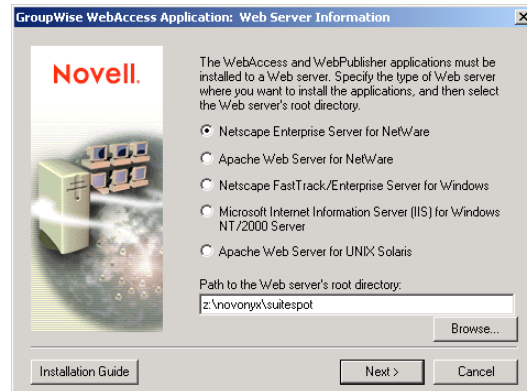 GroupWise WebAccess Application: Web Server Information
Novell.
The WebAccess and WebPublisher applications must be
installed to a Web server. Specify the type of Web server
where you want to install the applications, and then select
the Web server's root directory.
Netscape Enterprise Server for NetWare
Apache Web Server for NetWare
Netscape FastTrack/Enterprise Server for Windows
Microsoft Internet Information Server (IIS) for Windows
NT/2000 Server
Apache Web Server for UNIX Solaris
Path to the Web server's root directory:
z:\novonyx\suitespot
Browse...
Installation Guide
Next >
Cancel